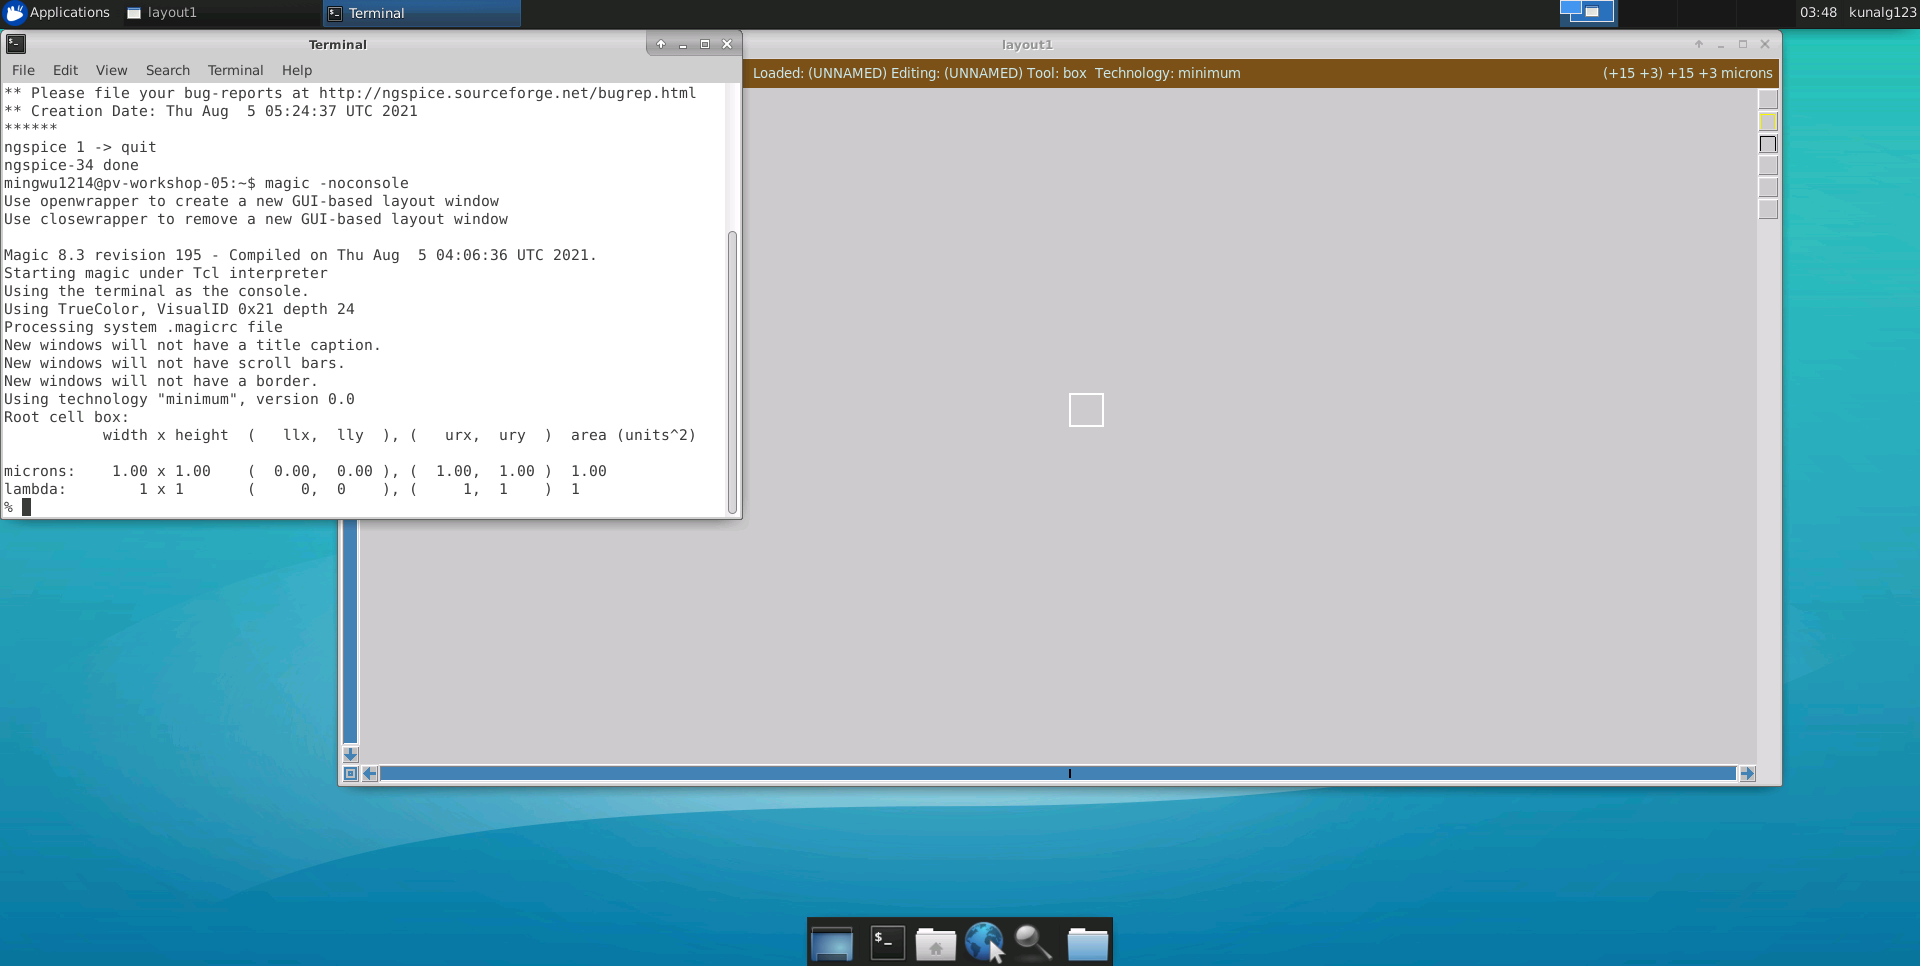 Applications layout1 Terminal 03:48 kunalg123
Terminal
File Edit View Search Terminal Help
** Please file your bug-reports at http://ngspice.sourceforge.net/bugrep.html
** Creation Date: Thu Aug  5 05:24:37 UTC 2021
******
ngspice 1 -> quit
ngspice-34 done
mingwu1214@pv-workshop-05:~$ magic -noconsole
Use openwrapper to create a new GUI-based layout window
Use closewrapper to remove a new GUI-based layout window
Magic 8.3 revision 195 - Compiled on Thu Aug  5 04:06:36 UTC 2021.
Starting magic under Tcl interpreter
Using the terminal as the console.
Using TrueColor, VisualID 0x21 depth 24
Processing system .magicrc file
New windows will not have a title caption.
New windows will not have scroll bars.
New windows will not have a border.
Using technology "minimum", version 0.0
Root cell box:
           width x height  (   llx,  lly  ), (   urx,  ury  )  area (units^2)
microns:    1.00 x 1.00    (  0.00,  0.00 ), (  1.00,  1.00 )  1.00
lambda:        1 x 1       (     0,  0    ), (     1,  1    )  1
%
layout1
Loaded: (UNNAMED) Editing: (UNNAMED) Tool: box  Technology: minimum (+15 +3) +15 +3 microns
$_